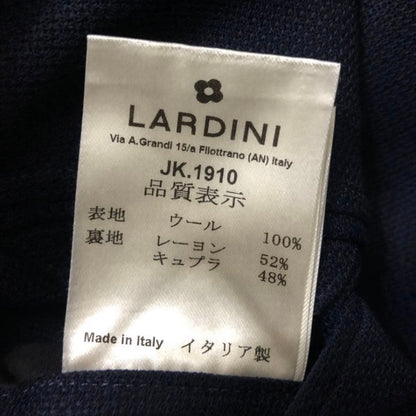 LARDINI
Via A.Grandi 15/a Filottrano (AN) Italy
JK.1910
品質表示
表地 ウール 100%
裏地 レーヨン 52%
キュプラ 48%
Made in Italy イタリア製